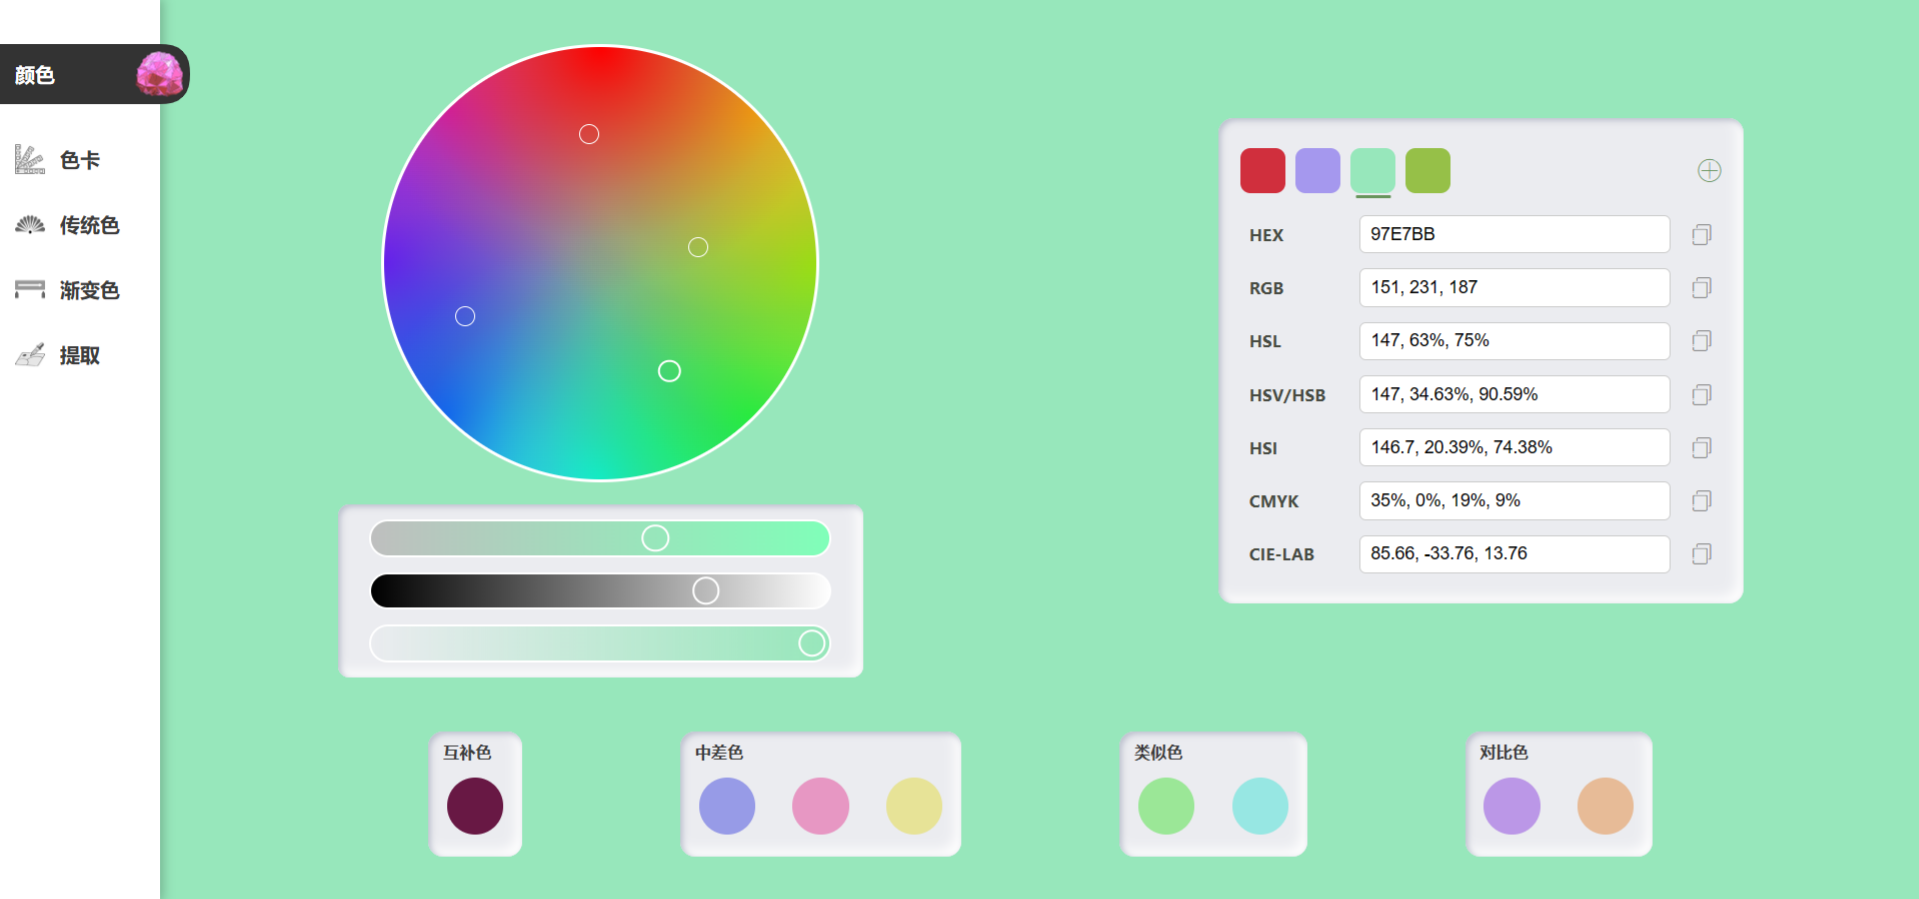 颜色
色卡
传统色
渐变色
提取
HEX 97E7BB
RGB 151, 231, 187
HSL 147, 63%, 75%
HSV/HSB 147, 34.63%, 90.59%
HSI 146.7, 20.39%, 74.38%
CMYK 35%, 0%, 19%, 9%
CIE-LAB 85.66, -33.76, 13.76
互补色
中差色
类似色
对比色